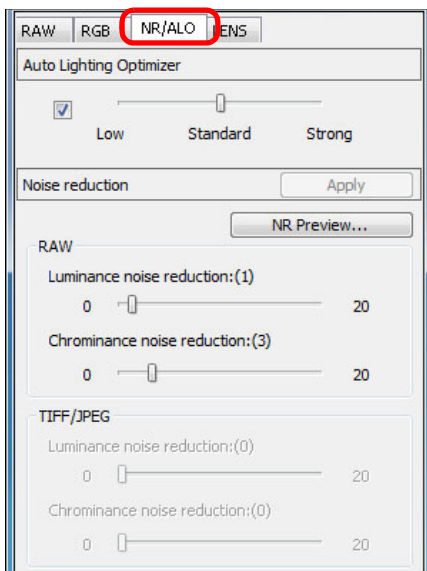 RAW RGB NR/ALO LENS
Auto Lighting Optimizer
Low Standard Strong
Noise reduction Apply
NR Preview...
RAW
Luminance noise reduction:(1)
0 20
Chrominance noise reduction:(3)
0 20
TIFF/JPEG
Luminance noise reduction:(0)
0 20
Chrominance noise reduction:(0)
0 20